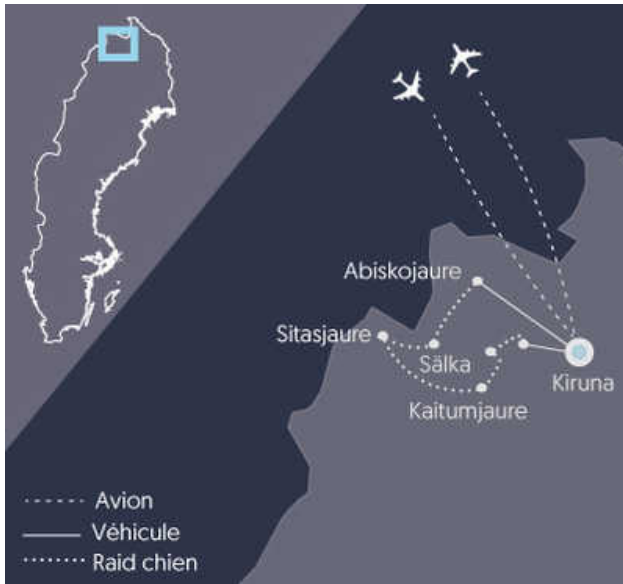 Abiskojaure
Sitasjaure
Sälka
Kiruna
Kaitumjaure
Avion
Véhicule
Raid chien